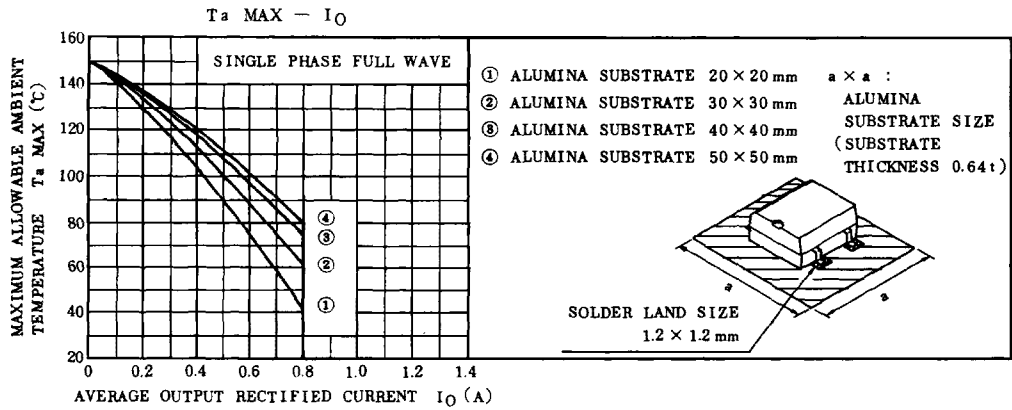 Ta MAX — IO
MAXIMUM ALLOWABLE AMBIENT
TEMPERATURE Ta MAX (℃)
160
140
120
100
80
60
40
20
SINGLE PHASE FULL WAVE
④
③
②
①
0 0.2 0.4 0.6 0.8 1.0 1.2 1.4
AVERAGE OUTPUT RECTIFIED CURRENT IO (A)
① ALUMINA SUBSTRATE 20×20 mm
② ALUMINA SUBSTRATE 30×30 mm
③ ALUMINA SUBSTRATE 40×40 mm
④ ALUMINA SUBSTRATE 50×50 mm
a × a :
ALUMINA
SUBSTRATE SIZE
(SUBSTRATE
THICKNESS 0.64t)
a
a
SOLDER LAND SIZE
1.2 × 1.2 mm